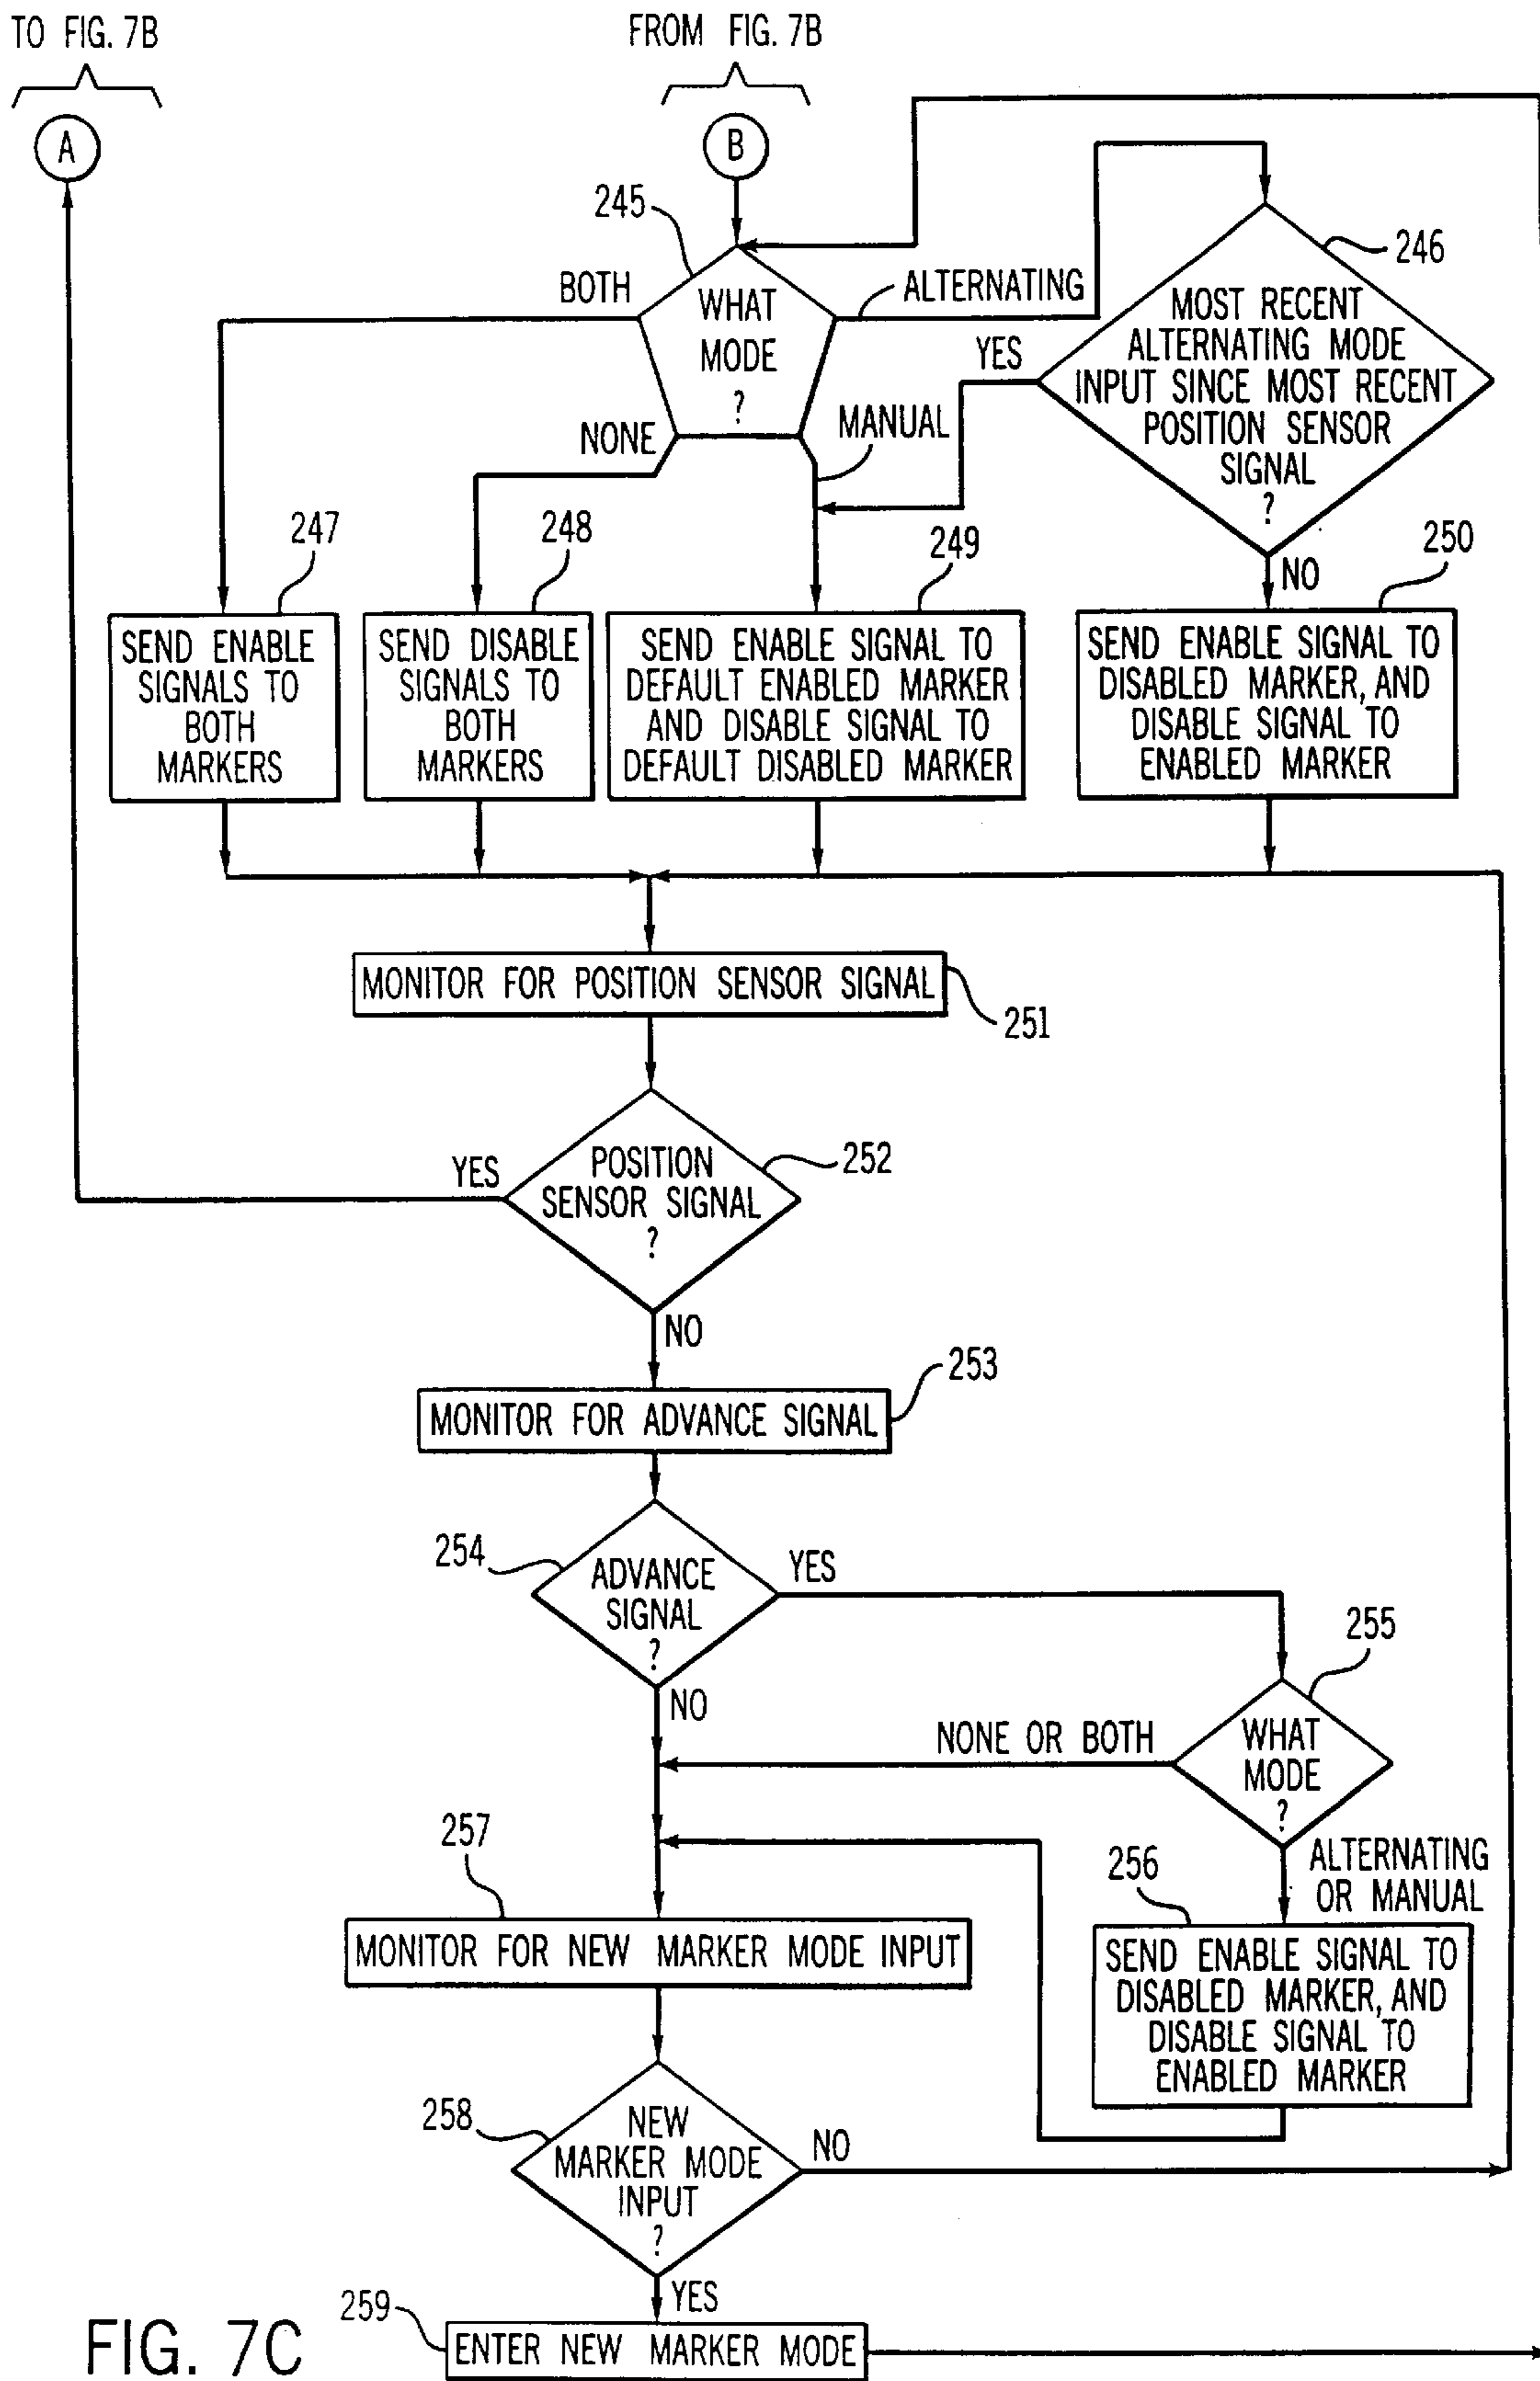 TO FIG. 7B
FROM FIG. 7B
A
B
245
BOTH
WHAT
MODE
?
ALTERNATING
NONE
MANUAL
246
MOST RECENT
ALTERNATING MODE
INPUT SINCE MOST RECENT
POSITION SENSOR
SIGNAL
?
YES
NO
247
SEND ENABLE
SIGNALS TO
BOTH
MARKERS
248
SEND DISABLE
SIGNALS TO
BOTH
MARKERS
249
SEND ENABLE SIGNAL TO
DEFAULT ENABLED MARKER
AND DISABLE SIGNAL TO
DEFAULT DISABLED MARKER
250
SEND ENABLE SIGNAL TO
DISABLED MARKER, AND
DISABLE SIGNAL TO
ENABLED MARKER
MONITOR FOR POSITION SENSOR SIGNAL
251
YES
POSITION
SENSOR SIGNAL
?
252
NO
253
MONITOR FOR ADVANCE SIGNAL
254
ADVANCE
SIGNAL
?
YES
NO
255
WHAT
MODE
?
NONE OR BOTH
ALTERNATING
OR MANUAL
256
SEND ENABLE SIGNAL TO
DISABLED MARKER, AND
DISABLE SIGNAL TO
ENABLED MARKER
257
MONITOR FOR NEW MARKER MODE INPUT
258
NEW
MARKER MODE
INPUT
?
NO
YES
259
ENTER NEW MARKER MODE
FIG. 7C